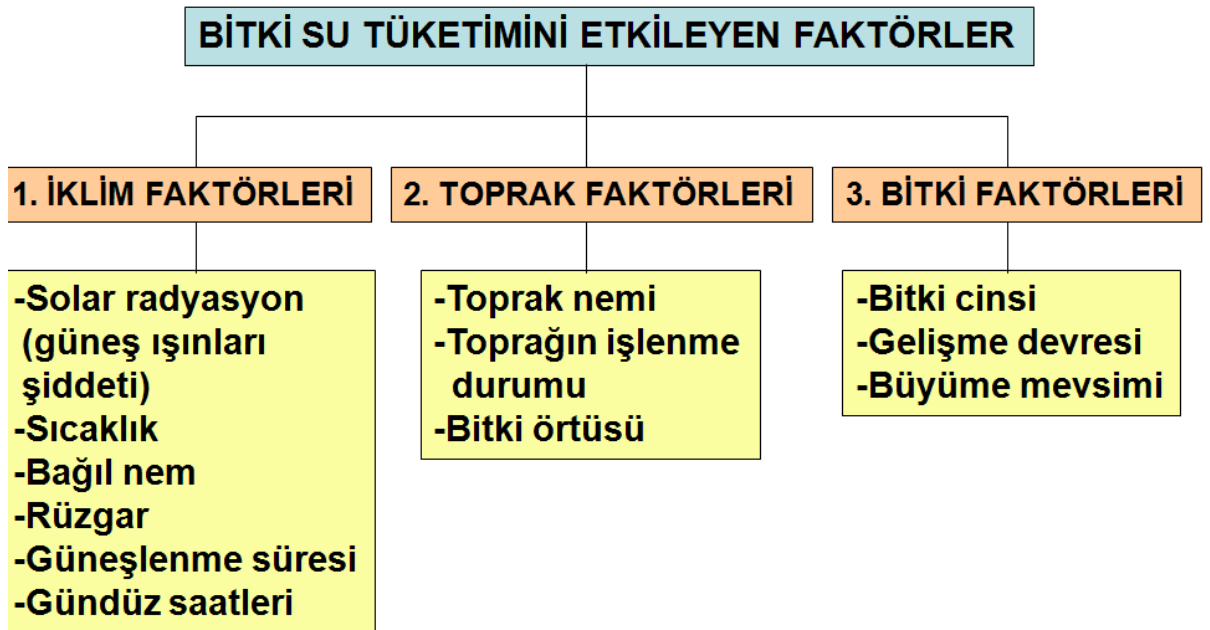 BİTKİ SU TÜKETİMİNİ ETKİLEYEN FAKTÖRLER
1. İKLİM FAKTÖRLERİ
-Solar radyasyon
(güneş ışınları
şiddeti)
-Sıcaklık
-Bağıl nem
-Rüzgar
-Güneşlenme süresi
-Gündüz saatleri
2. TOPRAK FAKTÖRLERİ
-Toprak nemi
-Toprağın işlenme
durumu
-Bitki örtüsü
3. BİTKİ FAKTÖRLERİ
-Bitki cinsi
-Gelişme devresi
-Büyüme mevsimi